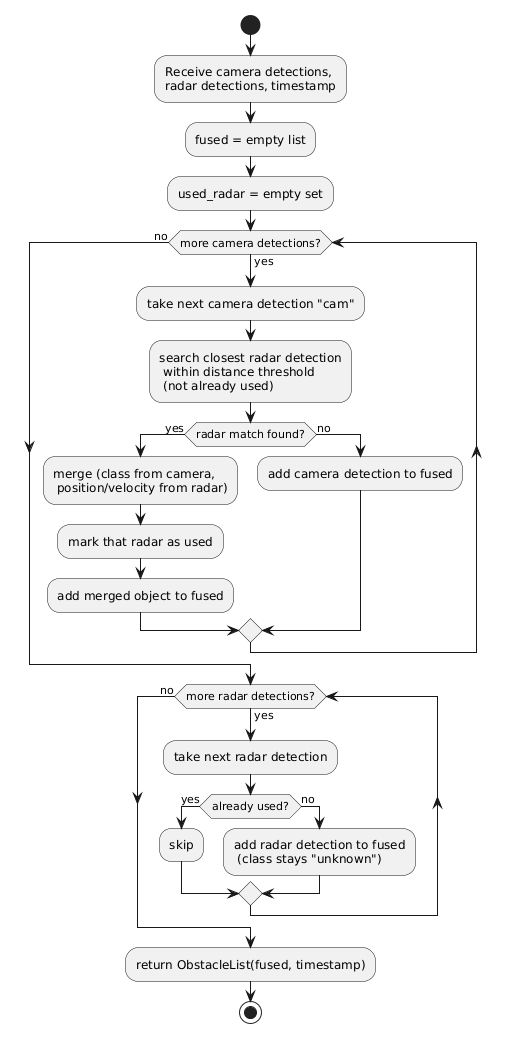 Receive camera detections,
radar detections, timestamp
fused = empty list
used_radar = empty set
no
more camera detections?
yes
take next camera detection "cam"
search closest radar detection
within distance threshold
(not already used)
yes
radar match found?
no
merge (class from camera,
position/velocity from radar)
add camera detection to fused
mark that radar as used
add merged object to fused
no
more radar detections?
yes
take next radar detection
yes
already used?
no
skip
add radar detection to fused
(class stays "unknown")
return ObstacleList(fused, timestamp)